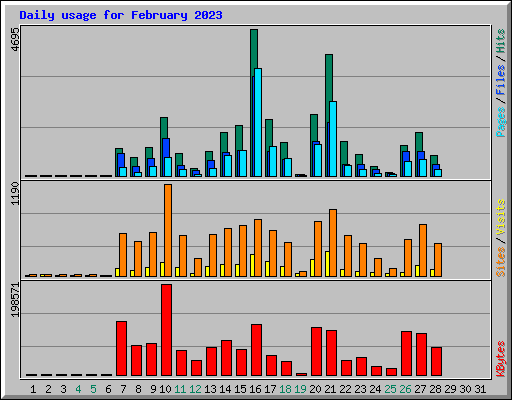 Daily usage for February 2023
4695
Pages / Files / Hits
1190
Sites / Visits
198571
KBytes
1 2 3 4 5 6 7 8 9 10 11 12 13 14 15 16 17 18 19 20 21 22 23 24 25 26 27 28 29 30 31